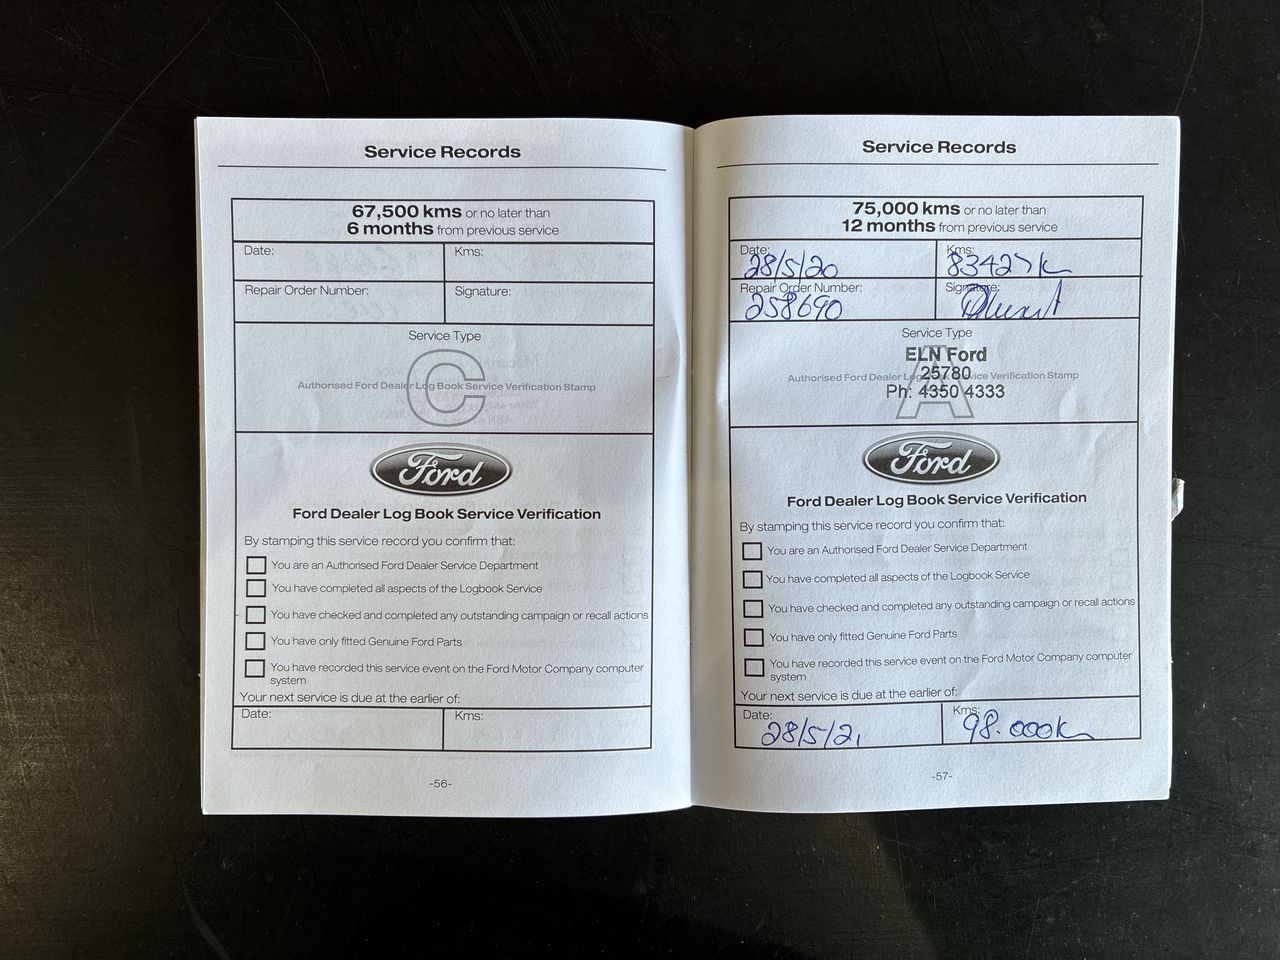 Service Records
67,500 kms or no later than
6 months from previous service
Date:
Kms:
Repair Order Number:
Signature:
Service Type
C
Authorised Ford Dealer Log Book Service Verification Stamp
Ford
Ford Dealer Log Book Service Verification
By stamping this service record you confirm that:
You are an Authorised Ford Dealer Service Department
You have completed all aspects of the Logbook Service
You have checked and completed any outstanding campaign or recall actions
You have only fitted Genuine Ford Parts
You have recorded this service event on the Ford Motor Company computer
system
Your next service is due at the earlier of:
Date:
Kms:
-56-
Service Records
75,000 kms or no later than
12 months from previous service
Date:
28/5/20
Kms:
83427k
Repair Order Number:
258690
Signature:
Service Type
A
ELN Ford
25780
Authorised Ford Dealer Log Book Service Verification Stamp
Ph: 4350 4333
Ford
Ford Dealer Log Book Service Verification
By stamping this service record you confirm that:
You are an Authorised Ford Dealer Service Department
You have completed all aspects of the Logbook Service
You have checked and completed any outstanding campaign or recall actions
You have only fitted Genuine Ford Parts
You have recorded this service event on the Ford Motor Company computer
system
Your next service is due at the earlier of:
Date:
28/5/21
Kms:
98.000k
-57-